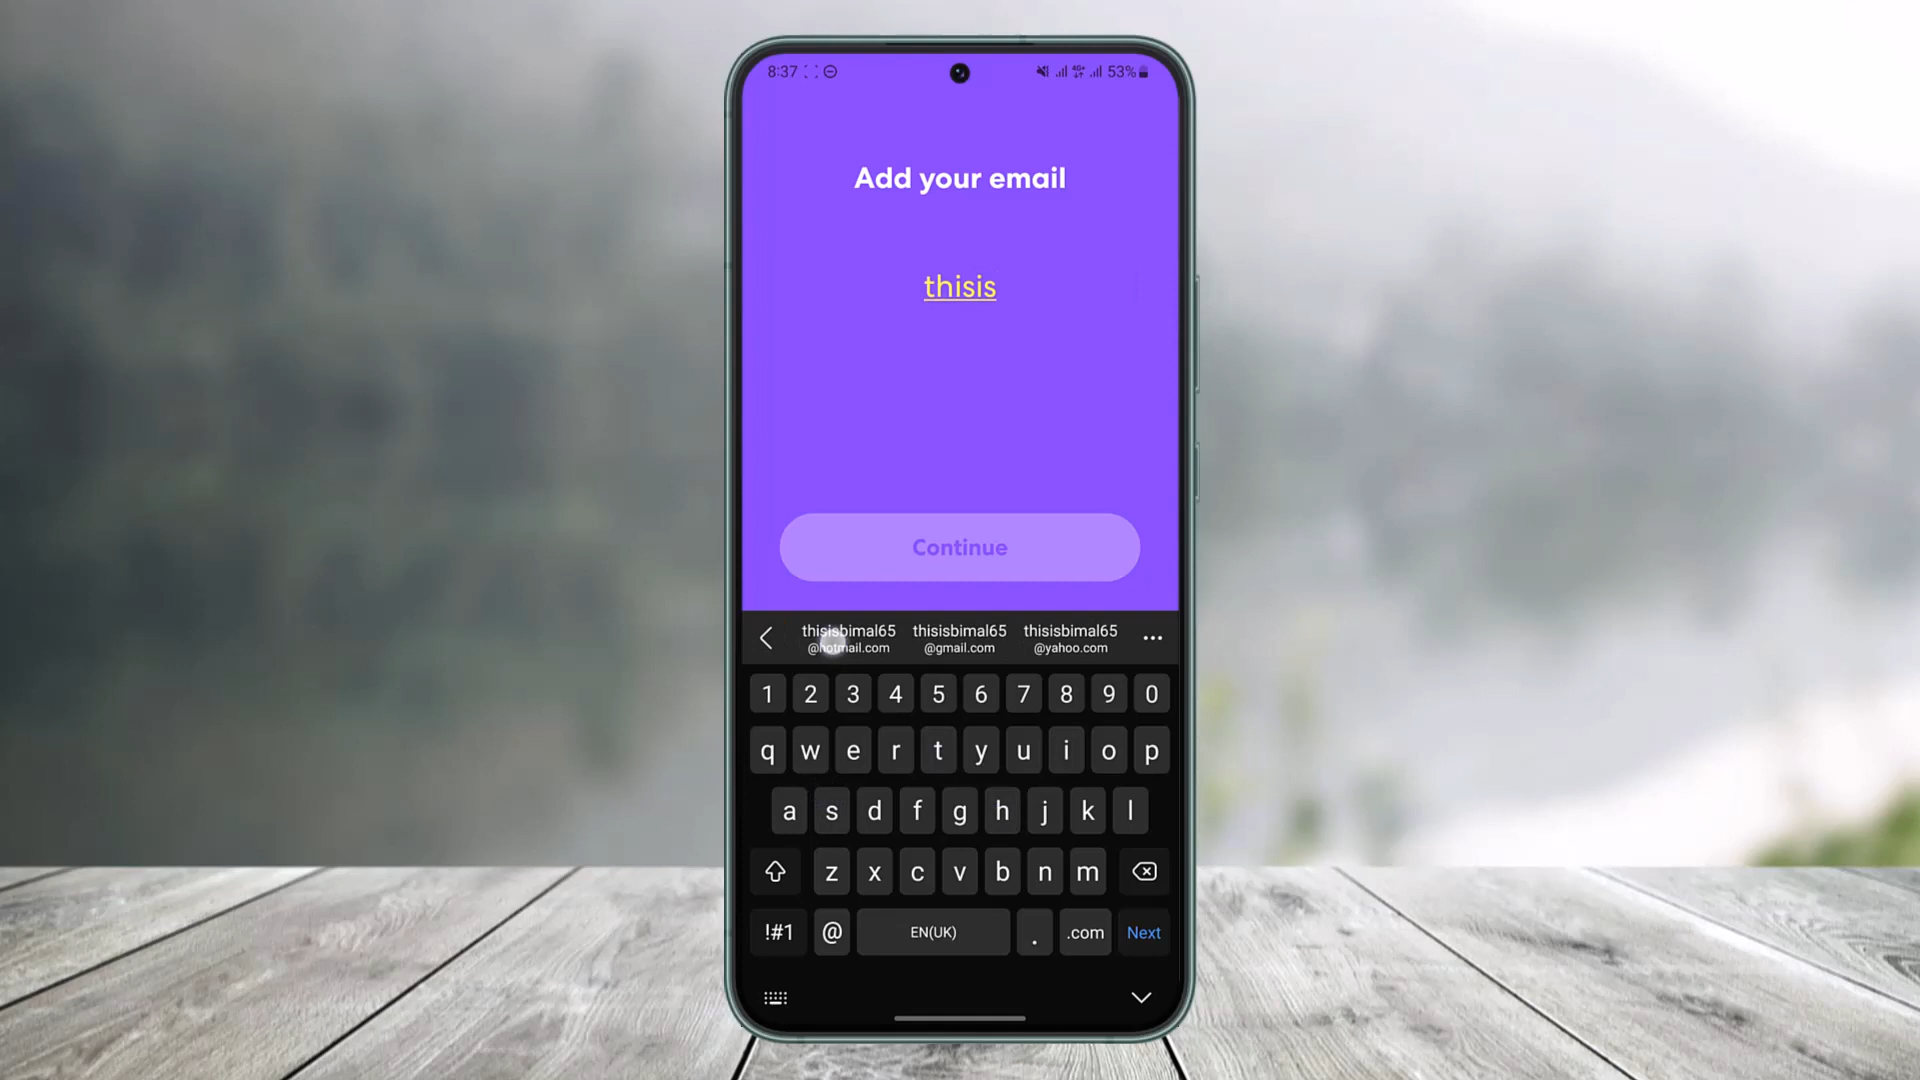 8:37 53%
Add your email
thisis
Continue
thisisbimal65 thisisbimal65 thisisbimal65
@hotmail.com @gmail.com @yahoo.com
1 2 3 4 5 6 7 8 9 0
q w e r t y u i o p
a s d f g h j k l
z x c v b n m
!#1 @ EN(UK) . .com Next